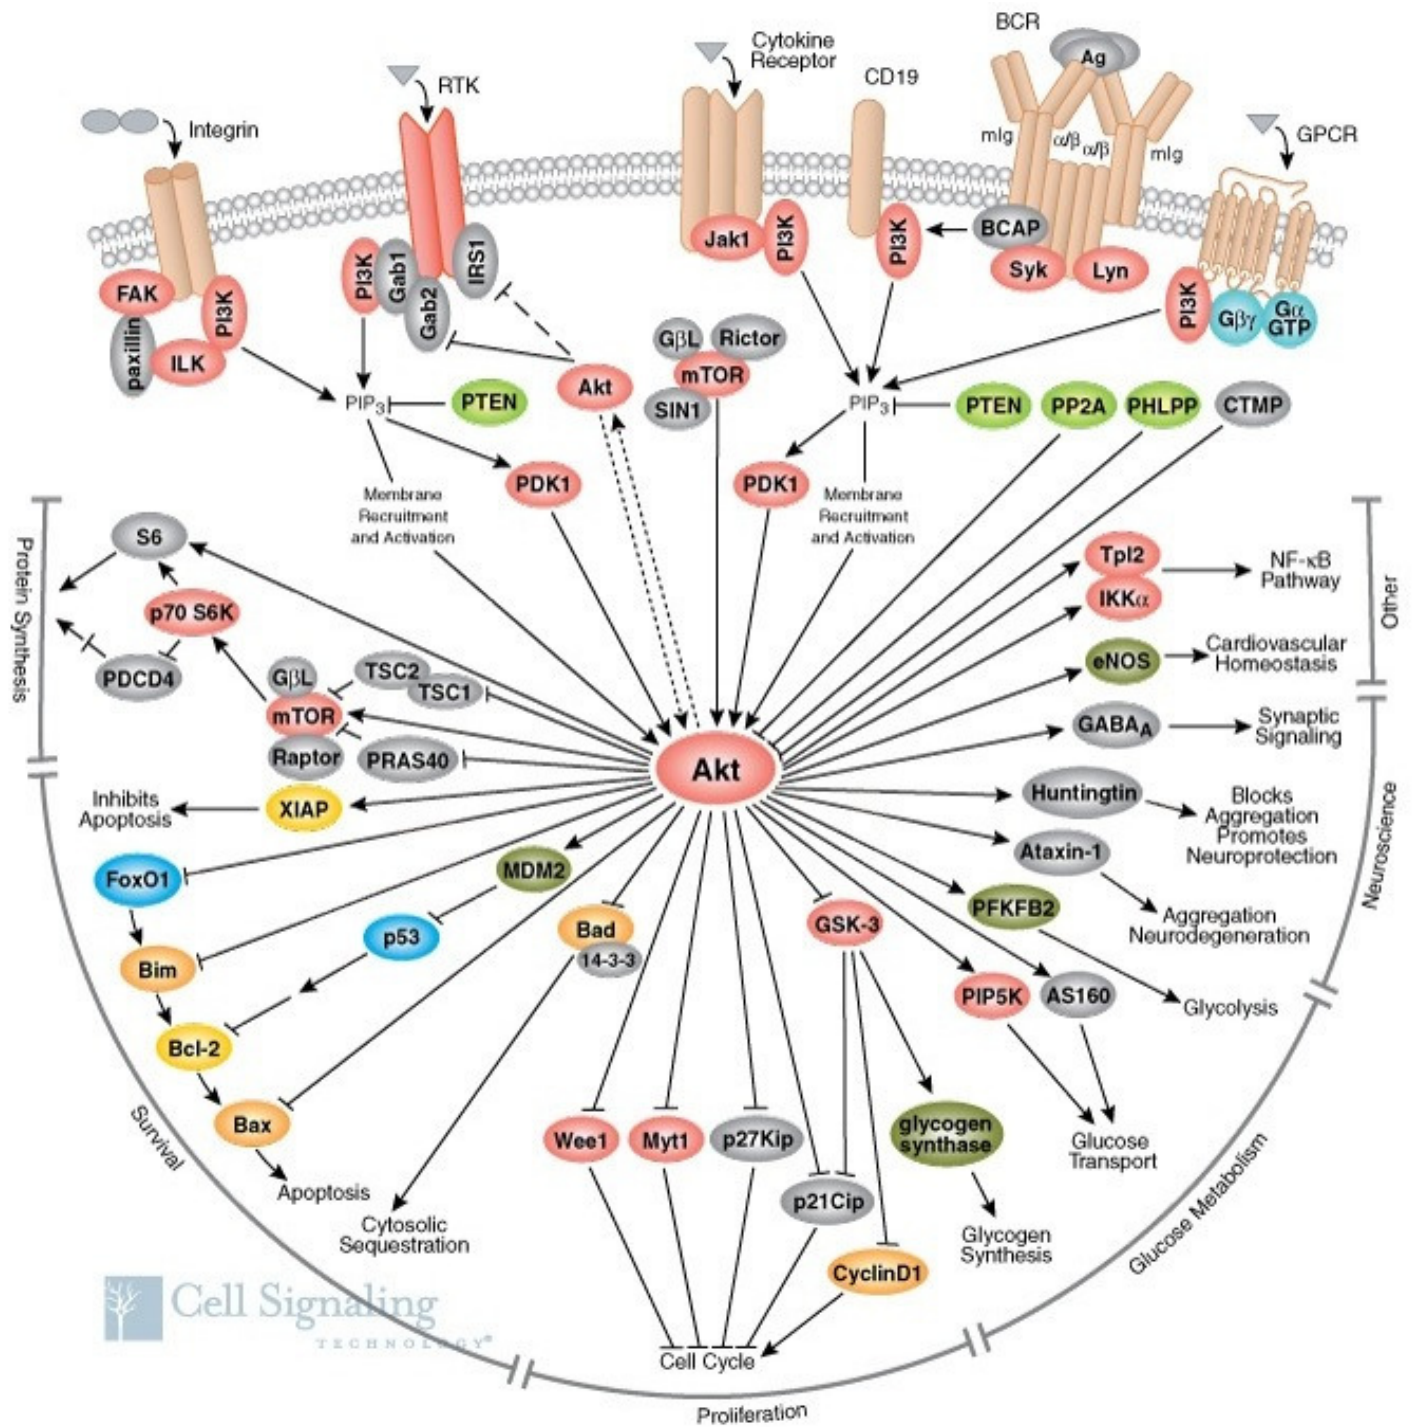 BCR
Cytokine
Receptor
Ag
CD19
RTK
Integrin
mIg
α/β
α/β
mIg
GPCR
Jak1
PI3K
PI3K
BCAP
Syk
Lyn
FAK
PI3K
paxillin
ILK
PI3K
Gab1
Gab2
IRS1
PI3K
Gβγ
Gα
GTP
GβL
Rictor
mTOR
SIN1
Akt
PIP3
PTEN
PIP3
PTEN
PP2A
PHLPP
CTMP
PDK1
PDK1
Membrane
Recruitment
and Activation
Membrane
Recruitment
and Activation
Protein Synthesis
S6
p70 S6K
PDCD4
GβL
mTOR
Raptor
TSC2
TSC1
PRAS40
Tpl2
IKKα
NF-κB
Pathway
eNOS
Cardiovascular
Homeostasis
Other
GABAA
Synaptic
Signaling
Akt
Huntingtin
Blocks
Aggregation
Promotes
Neuroprotection
Neuroscience
Inhibits
Apoptosis
XIAP
Ataxin-1
Aggregation
Neurodegeneration
FoxO1
MDM2
PFKFB2
Glycolysis
p53
Bad
14-3-3
GSK-3
Bim
PIP5K
AS160
Bcl-2
Bax
Survival
Apoptosis
Wee1
Myt1
p27Kip
p21Cip
glycogen
synthase
Glucose
Transport
Cytosolic
Sequestration
Glycogen
Synthesis
Glucose Metabolism
CyclinD1
Cell Signaling
TECHNOLOGY®
Cell Cycle
Proliferation